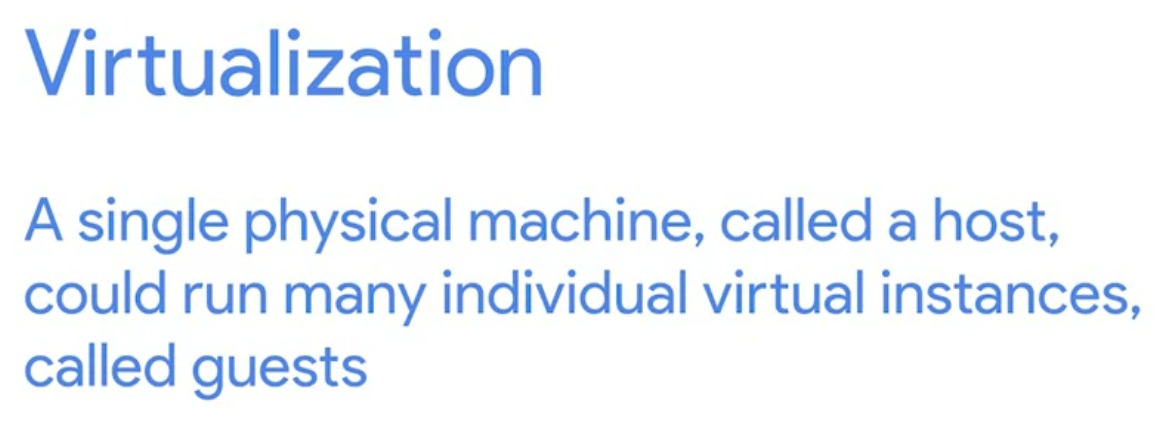 Virtualization
A single physical machine, called a host,
could run many individual virtual instances,
called guests